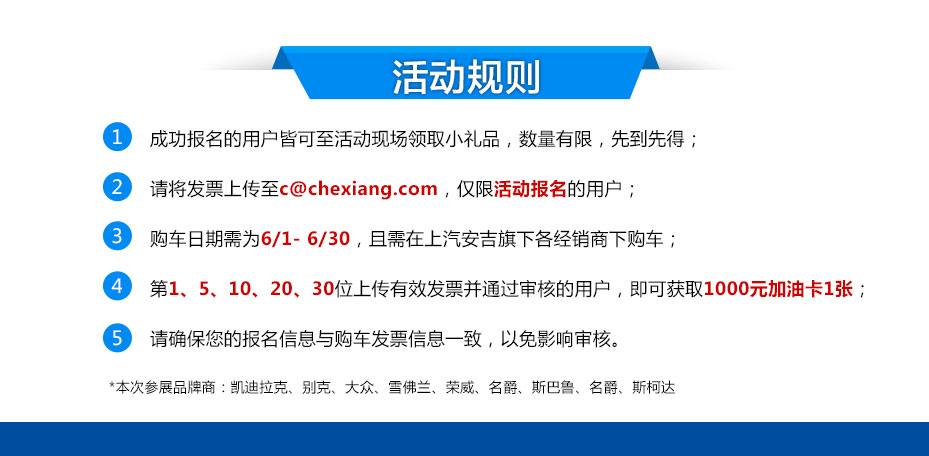 活动规则
1 成功报名的用户皆可至活动现场领取小礼品，数量有限，先到先得；
2 请将发票上传至c@chexiang.com，仅限活动报名的用户；
3 购车日期需为6/1- 6/30，且需在上汽安吉旗下各经销商下购车；
4 第1、5、10、20、30位上传有效发票并通过审核的用户，即可获取1000元加油卡1张；
5 请确保您的报名信息与购车发票信息一致，以免影响审核。
*本次参展品牌商：凯迪拉克、别克、大众、雪佛兰、荣威、名爵、斯巴鲁、名爵、斯柯达